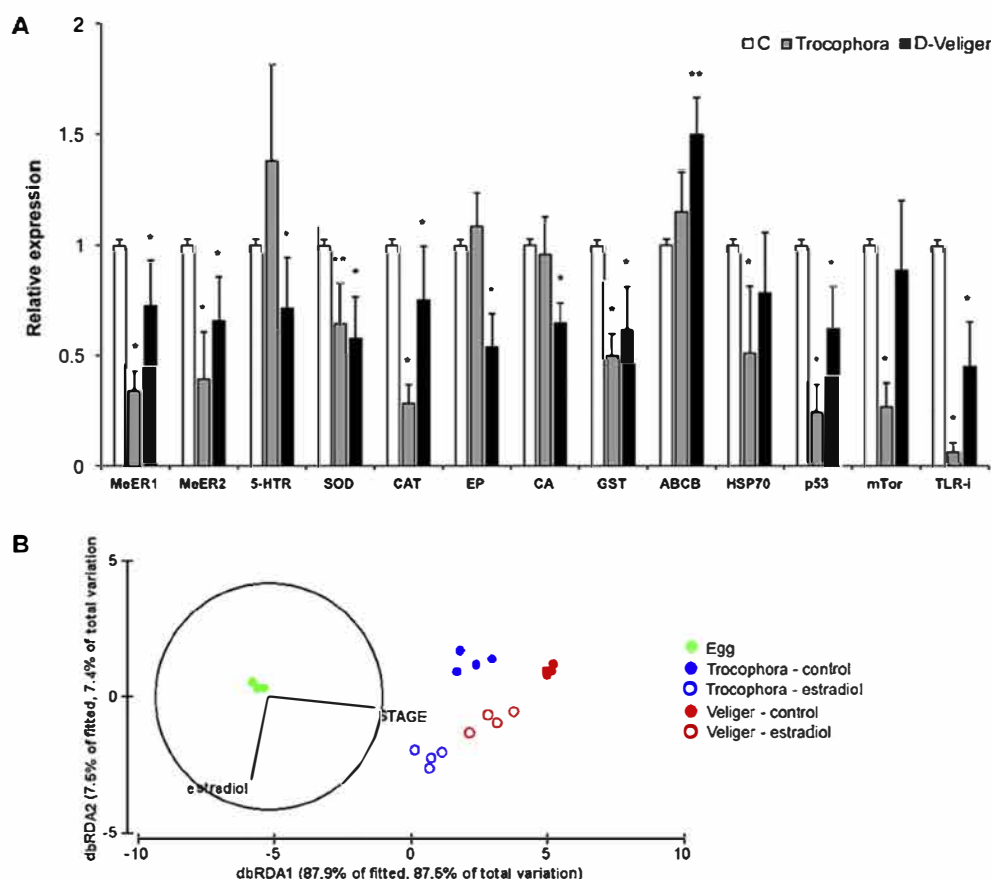 A
2
1.5
1
0.5
0
Relative expression
C Trocophora D-Veliger
* * * * * ** * * * * * * * ** * * * * * *
MeER1 MeER2 5-HTR SOD CAT EP CA GST ABCB HSP70 p53 mTor TLR-i
B
5
0
-5
dbRDA2 (7.5% of fitted, 7.4% of total variation
STAGE
estradiol
Egg
Trocophora - control
Trocophora - estradiol
Veliger - control
Veliger - estradiol
-10 -5 0 5 10
dbRDA1 (87.9% of fitted, 87.5% of total variation)